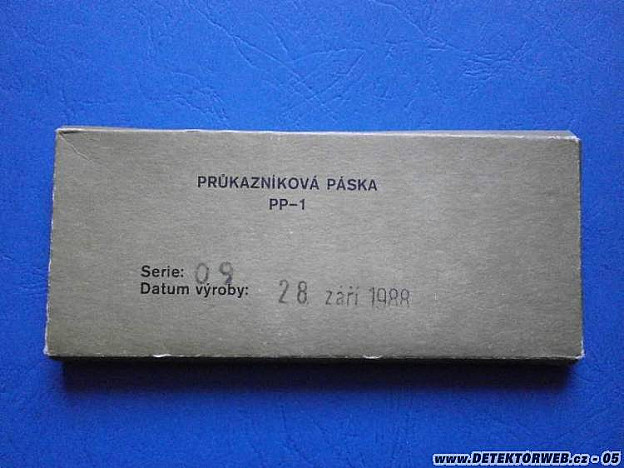 PRŮKAZNÍKOVÁ PÁSKA
PP-1
Serie: 09
Datum výroby: 28. září 1988
www.DETEKTORWEB.cz - 05